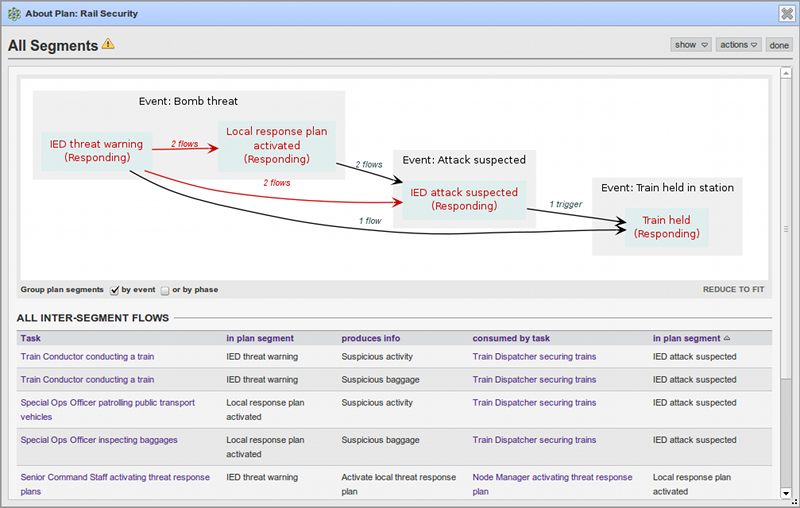 About Plan: Rail Security
All Segments
show
actions
done
Event: Bomb threat
IED threat warning
(Responding)
2 flows
Local response plan
activated
(Responding)
2 flows
Event: Attack suspected
2 flows
IED attack suspected
(Responding)
1 trigger
Event: Train held in station
1 flow
Train held
(Responding)
Group plan segments by event or by phase
REDUCE TO FIT
ALL INTER-SEGMENT FLOWS
Task in plan segment produces info consumed by task in plan segment
Train Conductor conducting a train IED threat warning Suspicious activity Train Dispatcher securing trains IED attack suspected
Train Conductor conducting a train IED threat warning Suspicious baggage Train Dispatcher securing trains IED attack suspected
Special Ops Officer patrolling public transport Local response plan Suspicious activity Train Dispatcher securing trains IED attack suspected
vehicles activated
Special Ops Officer inspecting baggages Local response plan Suspicious baggage Train Dispatcher securing trains IED attack suspected
activated
Senior Command Staff activating threat response IED threat warning Activate local threat response Node Manager activating threat response Local response plan
plans plan plan activated